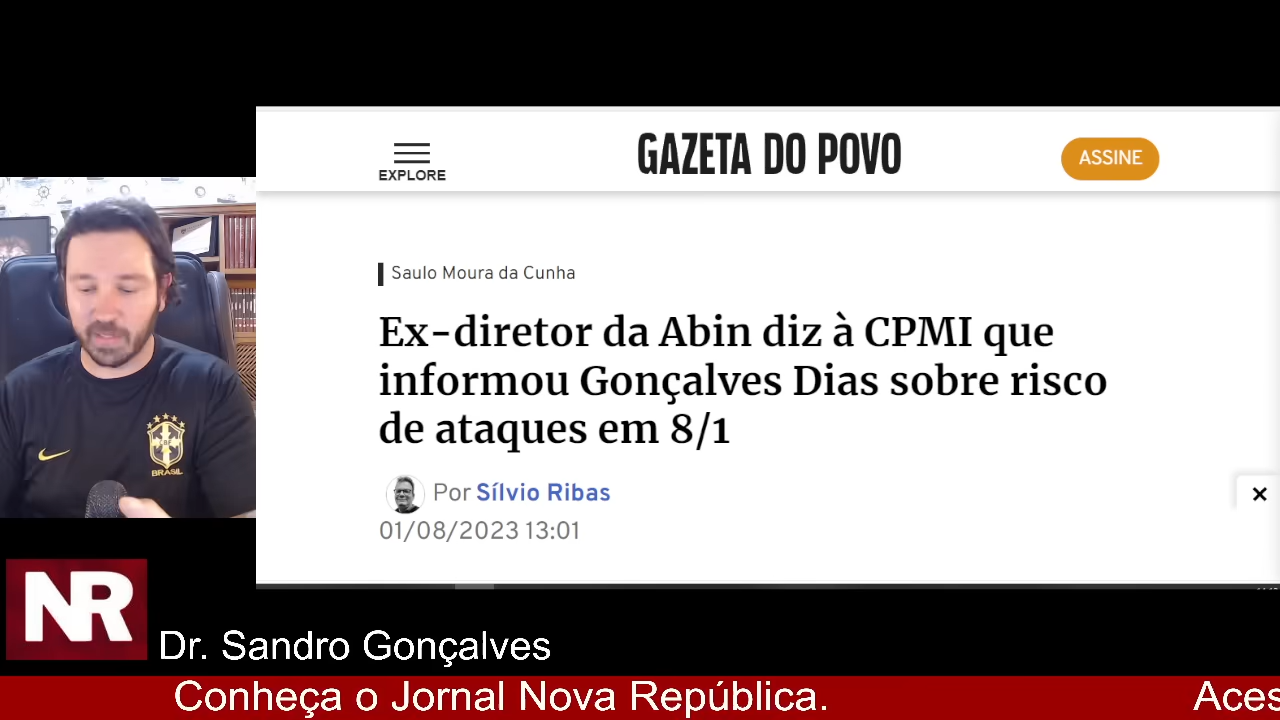 GAZETA DO POVO
EXPLORE
ASSINE
Saulo Moura da Cunha
Ex-diretor da Abin diz à CPMI que
informou Gonçalves Dias sobre risco
de ataques em 8/1
Por Sílvio Ribas
01/08/2023 13:01
CBF
BRASIL
NR
Dr. Sandro Gonçalves
Conheça o Jornal Nova República.
Aces